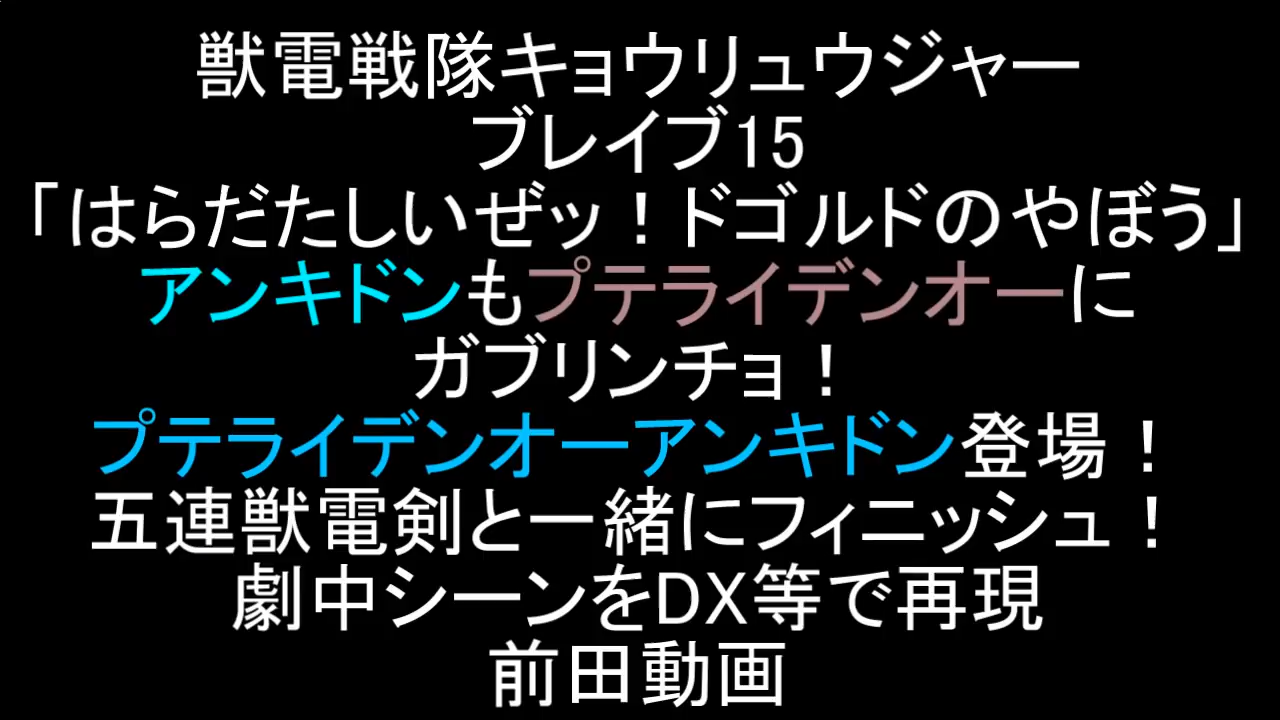 獣電戦隊キョウリュウジャー
ブレイブ15
「はらだたしいぜッ！ドゴルドのやぼう」
アンキドンもプテライデンオーに
ガブリンチョ！
プテライデンオーアンキドン登場！
五連獣電剣と一緒にフィニッシュ！
劇中シーンをDX等で再現
前田動画